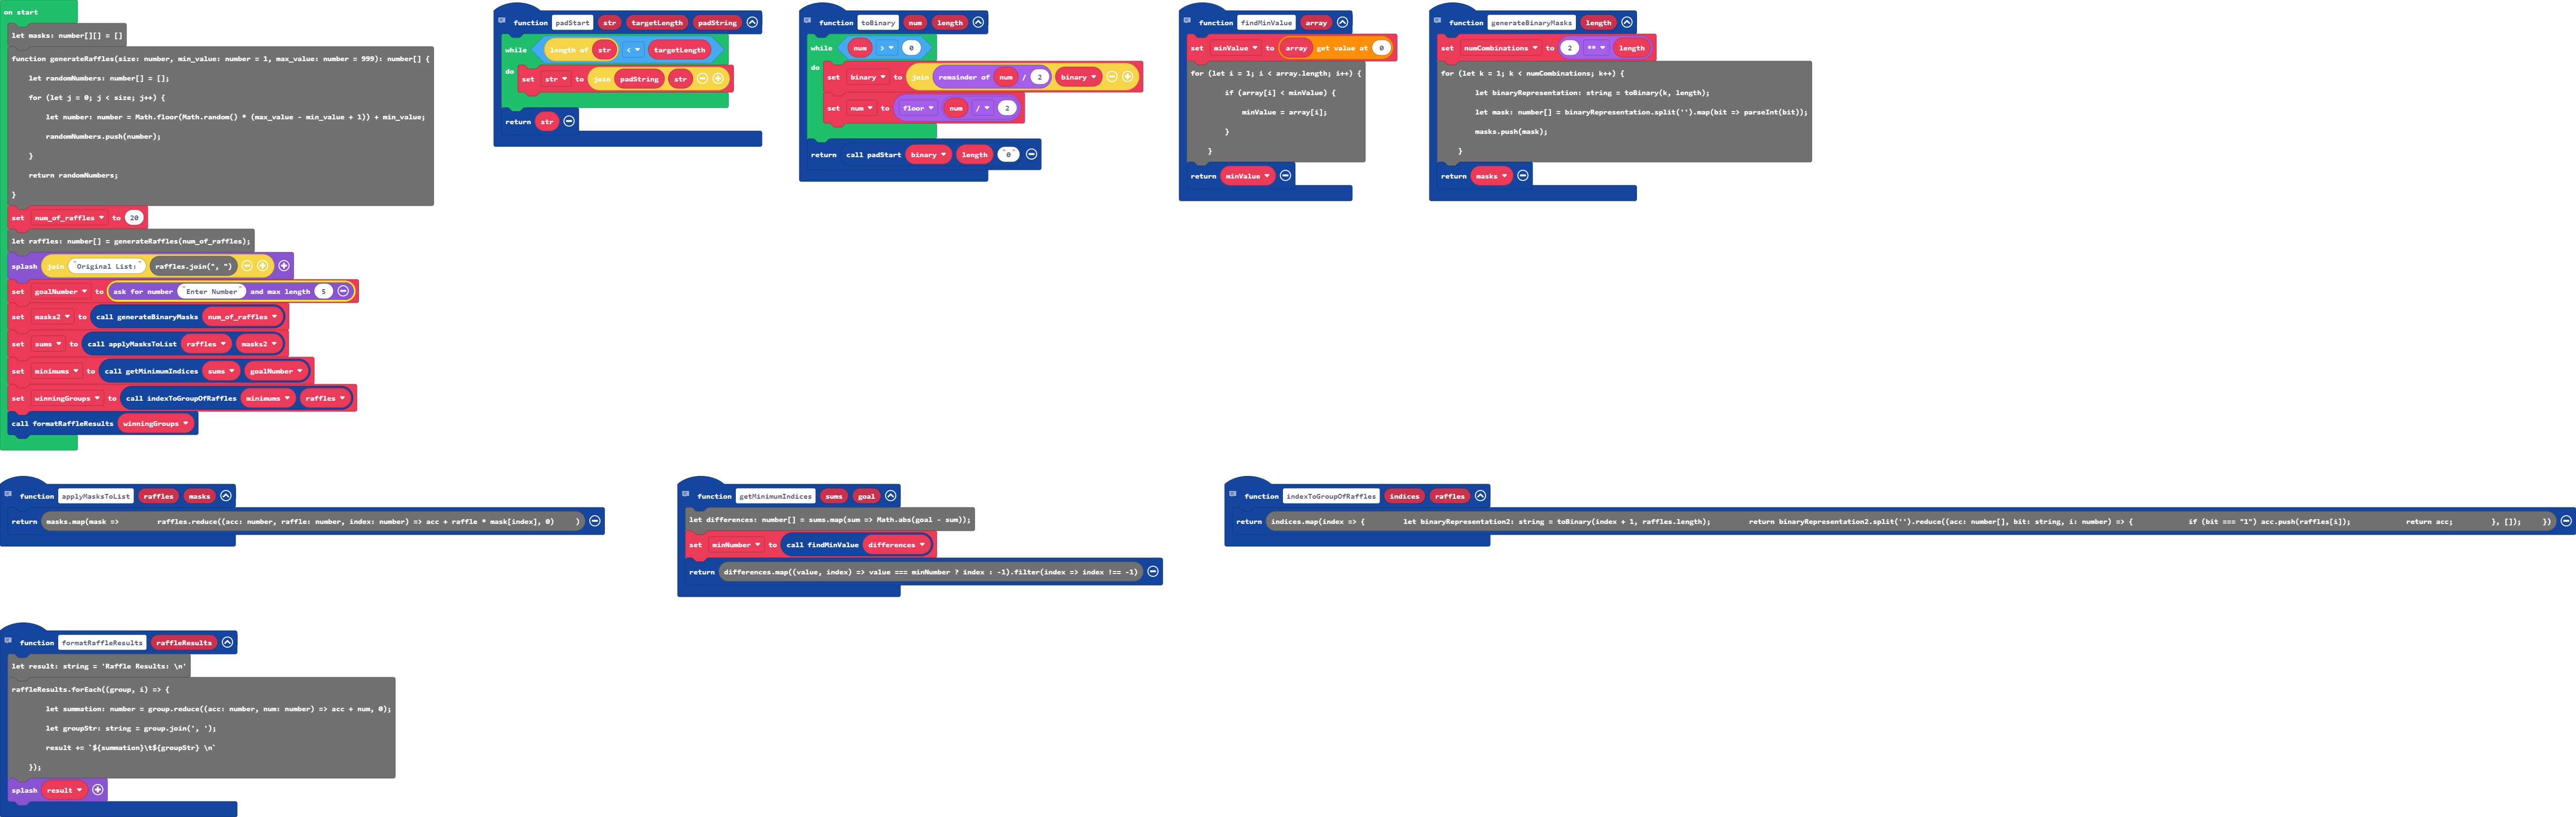 on start
let masks: number[][] = []
function generateRaffles(size: number, min_value: number = 1, max_value: number = 999): number[] {
let randomNumbers: number[] = [];
for (let j = 0; j < size; j++) {
let number: number = Math.floor(Math.random() * (max_value - min_value + 1)) + min_value;
randomNumbers.push(number);
}
return randomNumbers;
}
set num_of_raffles to 20
let raffles: number[] = generateRaffles(num_of_raffles);
splash join "Original List:" raffles.join(", ")
set goalNumber to ask for number "Enter Number" and max length 5
set masks2 to call generateBinaryMasks num_of_raffles
set sums to call applyMasksToList raffles masks2
set minimums to call getMinimumIndices sums goalNumber
set winningGroups to call indexToGroupOfRaffles minimums raffles
call formatRaffleResults winningGroups
function padStart str targetLength padString
while length of str < targetLength
do set str to join padString str
return str
function toBinary num length
while num > 0
do set binary to join remainder of num / 2 binary
set num to floor num / 2
return call padStart binary length "0"
function findMinValue array
set minValue to array get value at 0
for (let i = 1; i < array.length; i++) {
if (array[i] < minValue) {
minValue = array[i];
}
}
return minValue
function generateBinaryMasks length
set numCombinations to 2 ** length
for (let k = 1; k < numCombinations; k++) {
let binaryRepresentation: string = toBinary(k, length);
let mask: number[] = binaryRepresentation.split('').map(bit => parseInt(bit));
masks.push(mask);
}
return masks
function applyMasksToList raffles masks
return masks.map(mask => raffles.reduce((acc: number, raffle: number, index: number) => acc + raffle * mask[index], 0) )
function getMinimumIndices sums goal
let differences: number[] = sums.map(sum => Math.abs(goal - sum));
set minNumber to call findMinValue differences
return differences.map((value, index) => value === minNumber ? index : -1).filter(index => index !== -1)
function indexToGroupOfRaffles indices raffles
return indices.map(index => { let binaryRepresentation2: string = toBinary(index + 1, raffles.length); return binaryRepresentation2.split('').reduce((acc: number[], bit: string, i: number) => { if (bit === "1") acc.push(raffles[i]); return acc; }, []); })
function formatRaffleResults raffleResults
let result: string = 'Raffle Results: \n'
raffleResults.forEach((group, i) => {
let summation: number = group.reduce((acc: number, num: number) => acc + num, 0);
let groupStr: string = group.join(', ');
result += `${summation}\t${groupStr} \n`
});
splash result